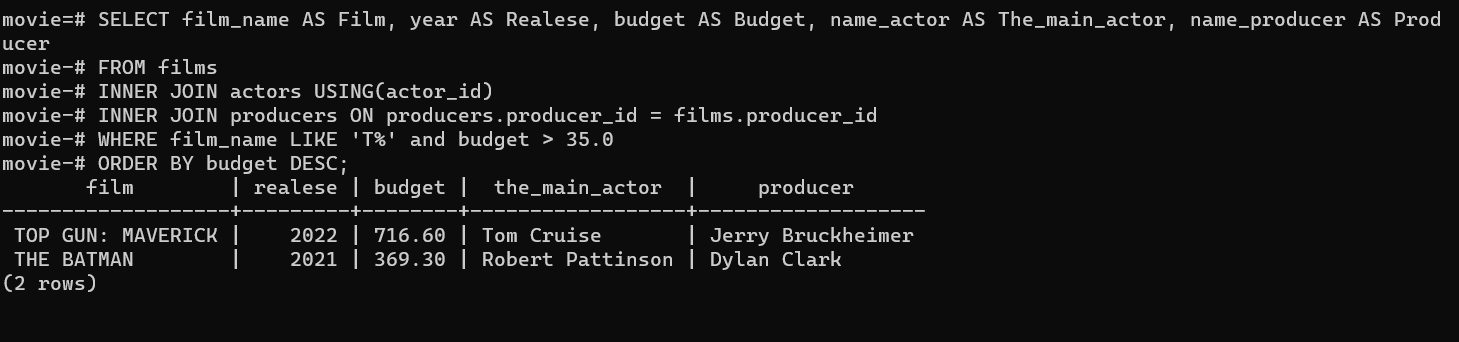 movie=# SELECT film_name AS Film, year AS Realese, budget AS Budget, name_actor AS The_main_actor, name_producer AS Prod
ucer
movie-# FROM films
movie-# INNER JOIN actors USING(actor_id)
movie-# INNER JOIN producers ON producers.producer_id = films.producer_id
movie-# WHERE film_name LIKE 'T%' and budget > 35.0
movie-# ORDER BY budget DESC;
       film        | realese | budget |  the_main_actor  |     producer
-------------------+---------+--------+------------------+-------------------
 TOP GUN: MAVERICK |    2022 | 716.60 | Tom Cruise       | Jerry Bruckheimer
 THE BATMAN        |    2021 | 369.30 | Robert Pattinson | Dylan Clark
(2 rows)